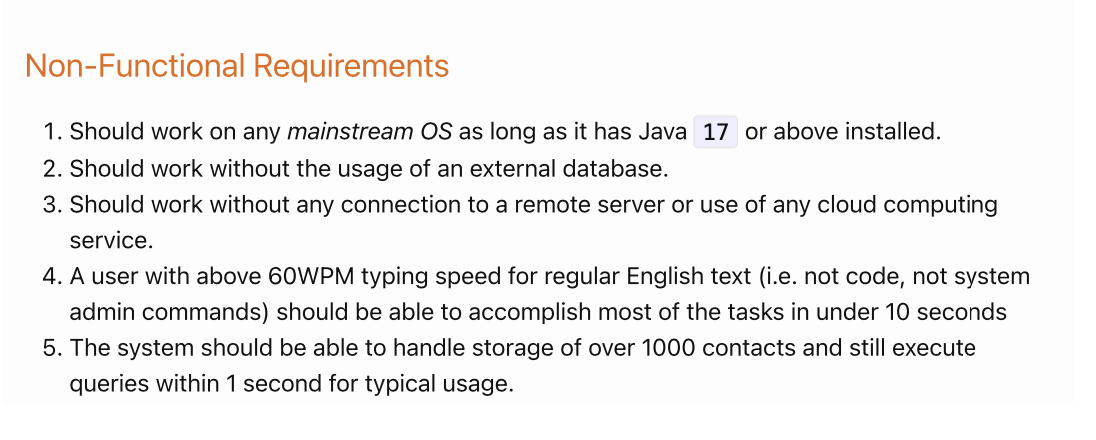 Non-Functional Requirements
1. Should work on any mainstream OS as long as it has Java 17 or above installed.
2. Should work without the usage of an external database.
3. Should work without any connection to a remote server or use of any cloud computing
service.
4. A user with above 60WPM typing speed for regular English text (i.e. not code, not system
admin commands) should be able to accomplish most of the tasks in under 10 seconds
5. The system should be able to handle storage of over 1000 contacts and still execute
queries within 1 second for typical usage.